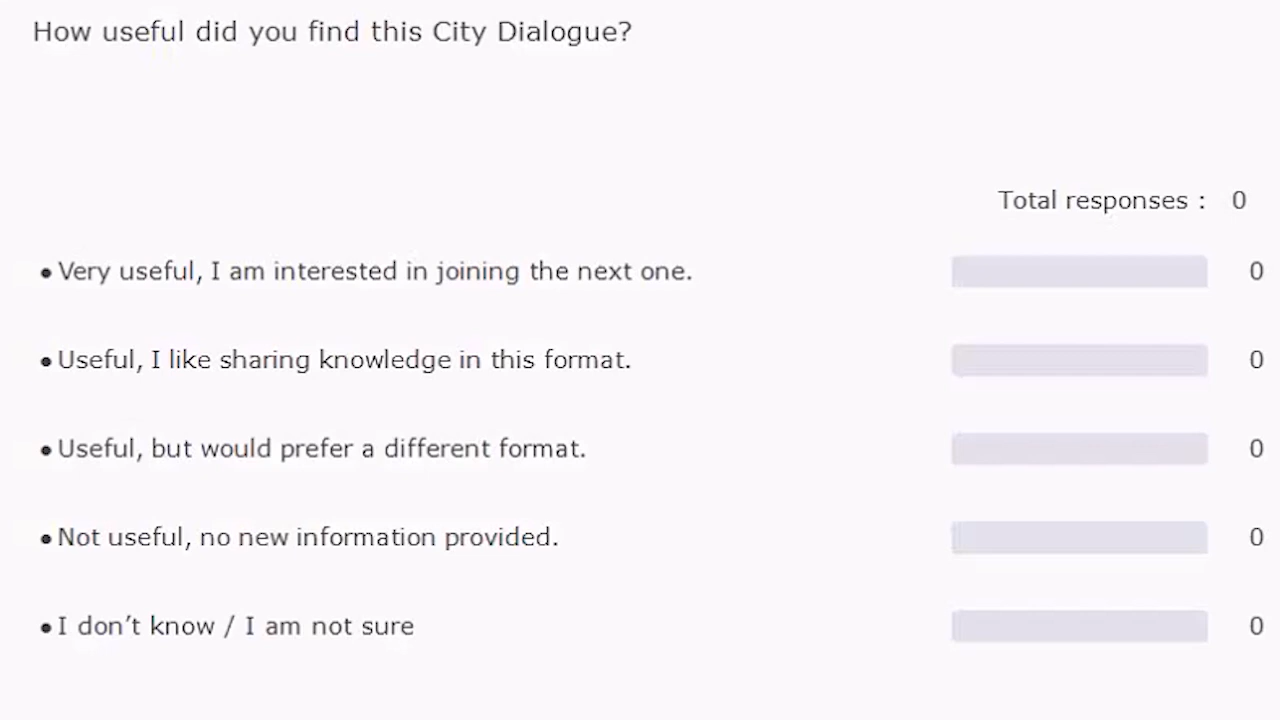 How useful did you find this City Dialogue?
Total responses : 0
• Very useful, I am interested in joining the next one. 0
• Useful, I like sharing knowledge in this format. 0
• Useful, but would prefer a different format. 0
• Not useful, no new information provided. 0
• I don’t know / I am not sure 0